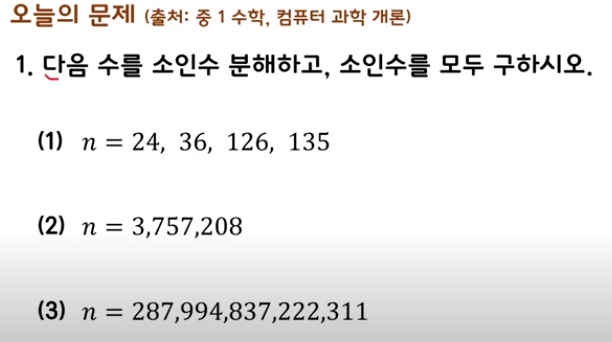 오늘의 문제 (출처: 중 1 수학, 컴퓨터 과학 개론)
1. 다음 수를 소인수 분해하고, 소인수를 모두 구하시오.
(1) n = 24, 36, 126, 135
(2) n = 3,757,208
(3) n = 287,994,837,222,311